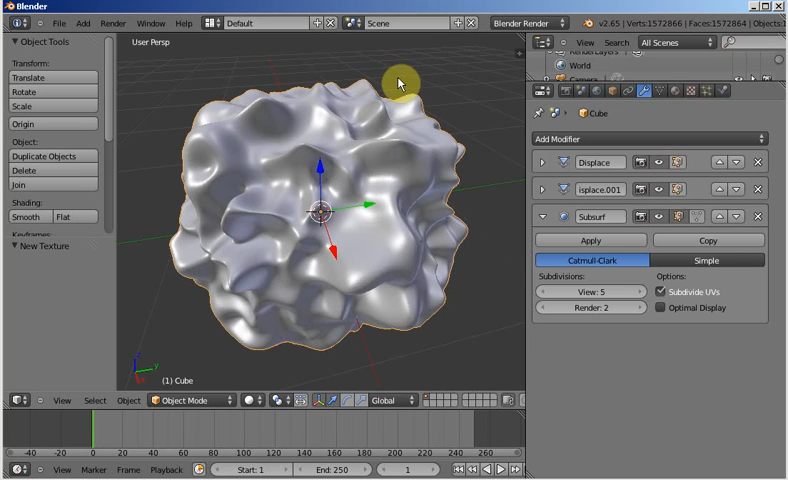 Blender
File Add Render Window Help Default Scene Blender Render v2.65 | Verts:1572866 | Faces:1572864 | Objects:1
Object Tools
Transform:
Translate
Rotate
Scale
Origin
Object:
Duplicate Objects
Delete
Join
Shading:
Smooth Flat
Keyframes:
New Texture
User Persp
(1) Cube
View Select Object Object Mode Global
-40 -20 0 20 40 60 80 100 120 140 160 180 200 220 240 260
View Marker Frame Playback Start: 1 End: 250 1
View Search All Scenes
RenderLayers
World
Camera
Cube
Add Modifier
Displace
isplace.001
Subsurf
Apply Copy
Catmull-Clark Simple
Subdivisions: Options:
View: 5 Subdivide UVs
Render: 2 Optimal Display